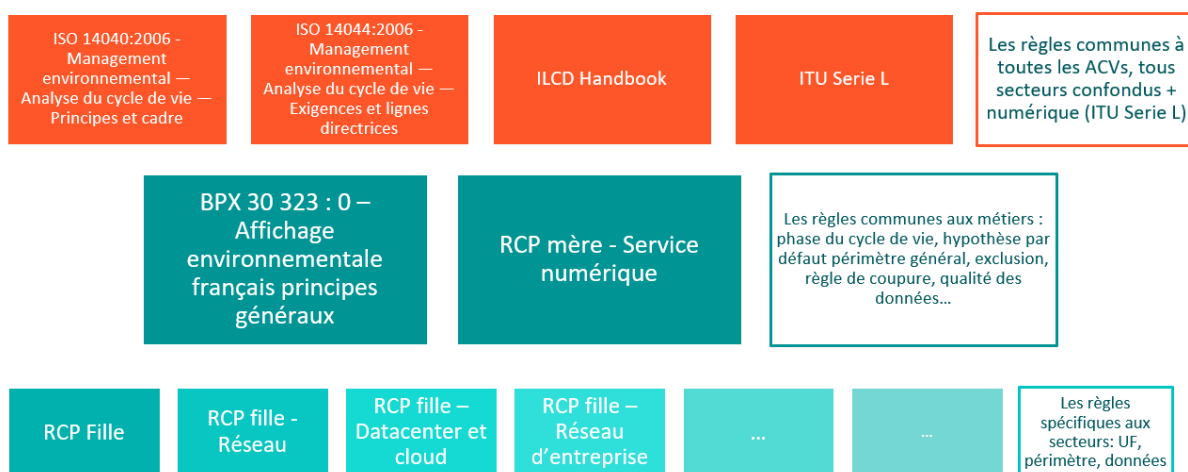 ISO 14040:2006 -
Management
environnemental —
Analyse du cycle de vie —
Principes et cadre
ISO 14044:2006 -
Management
environnemental —
Analyse du cycle de vie —
Exigences et lignes
directrices
ILCD Handbook
ITU Serie L
Les règles communes à
toutes les ACVs, tous
secteurs confondus +
numérique (ITU Serie L)
BPX 30 323 : 0 –
Affichage
environnementale
français principes
généraux
RCP mère - Service
numérique
Les règles communes aux métiers :
phase du cycle de vie, hypothèse par
défaut périmètre général, exclusion,
règle de coupure, qualité des
données…
RCP Fille
RCP fille -
Réseau
RCP fille –
Datacenter et
cloud
RCP fille –
Réseau
d’entreprise
…
…
Les règles
spécifiques aux
secteurs: UF,
périmètre, données